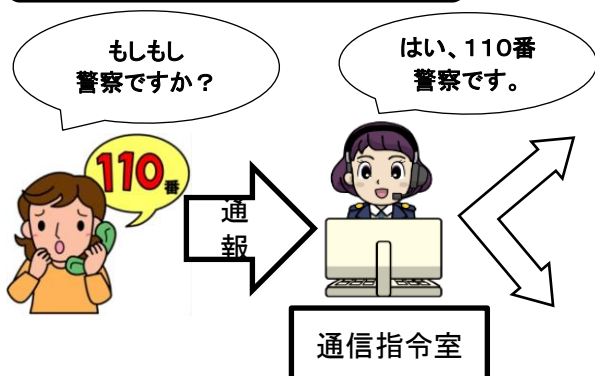 もしもし
警察ですか？
はい、110番
警察です。
110番
通
報
通信指令室